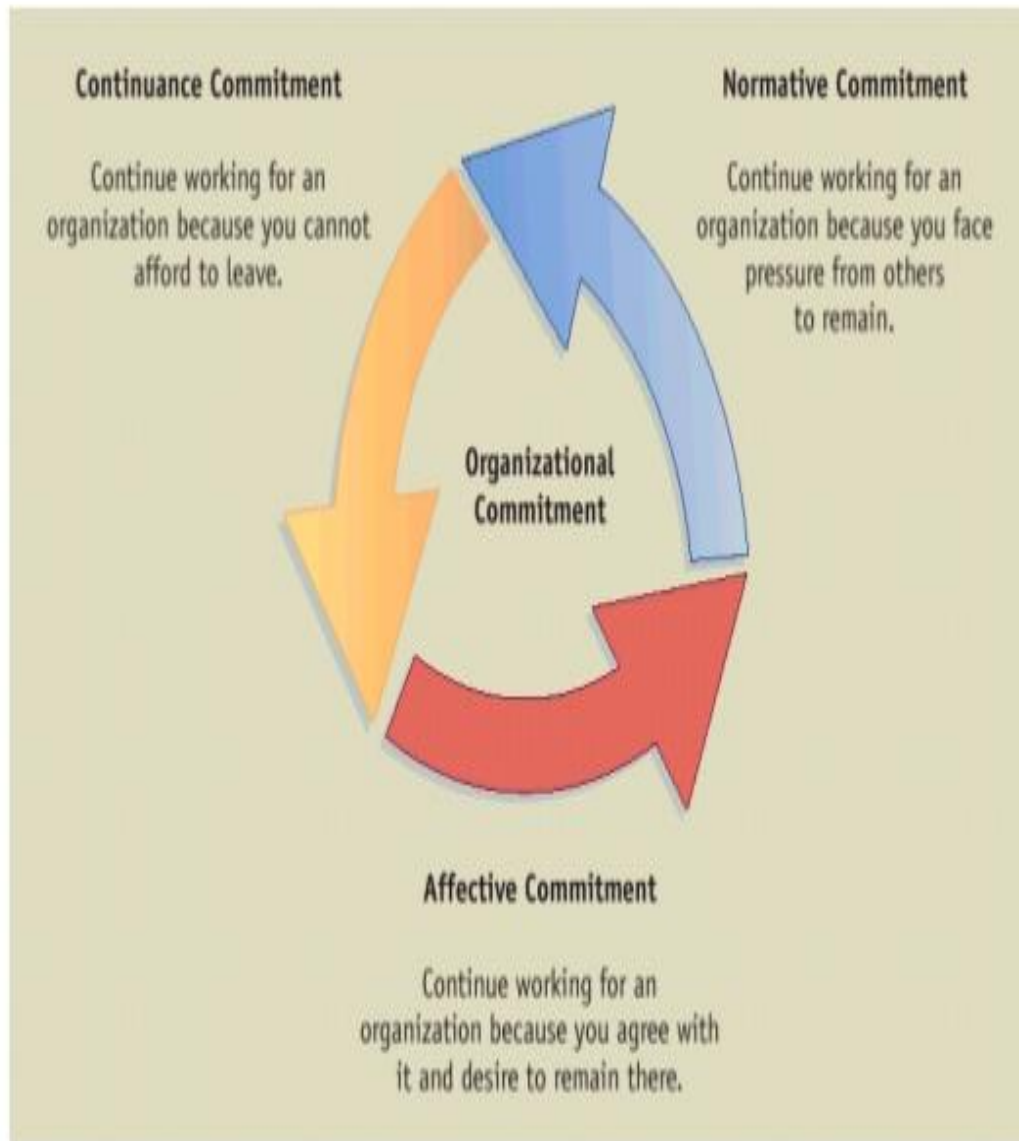 Continuance Commitment
Continue working for an
organization because you cannot
afford to leave.
Normative Commitment
Continue working for an
organization because you face
pressure from others
to remain.
Organizational
Commitment
Affective Commitment
Continue working for an
organization because you agree with
it and desire to remain there.